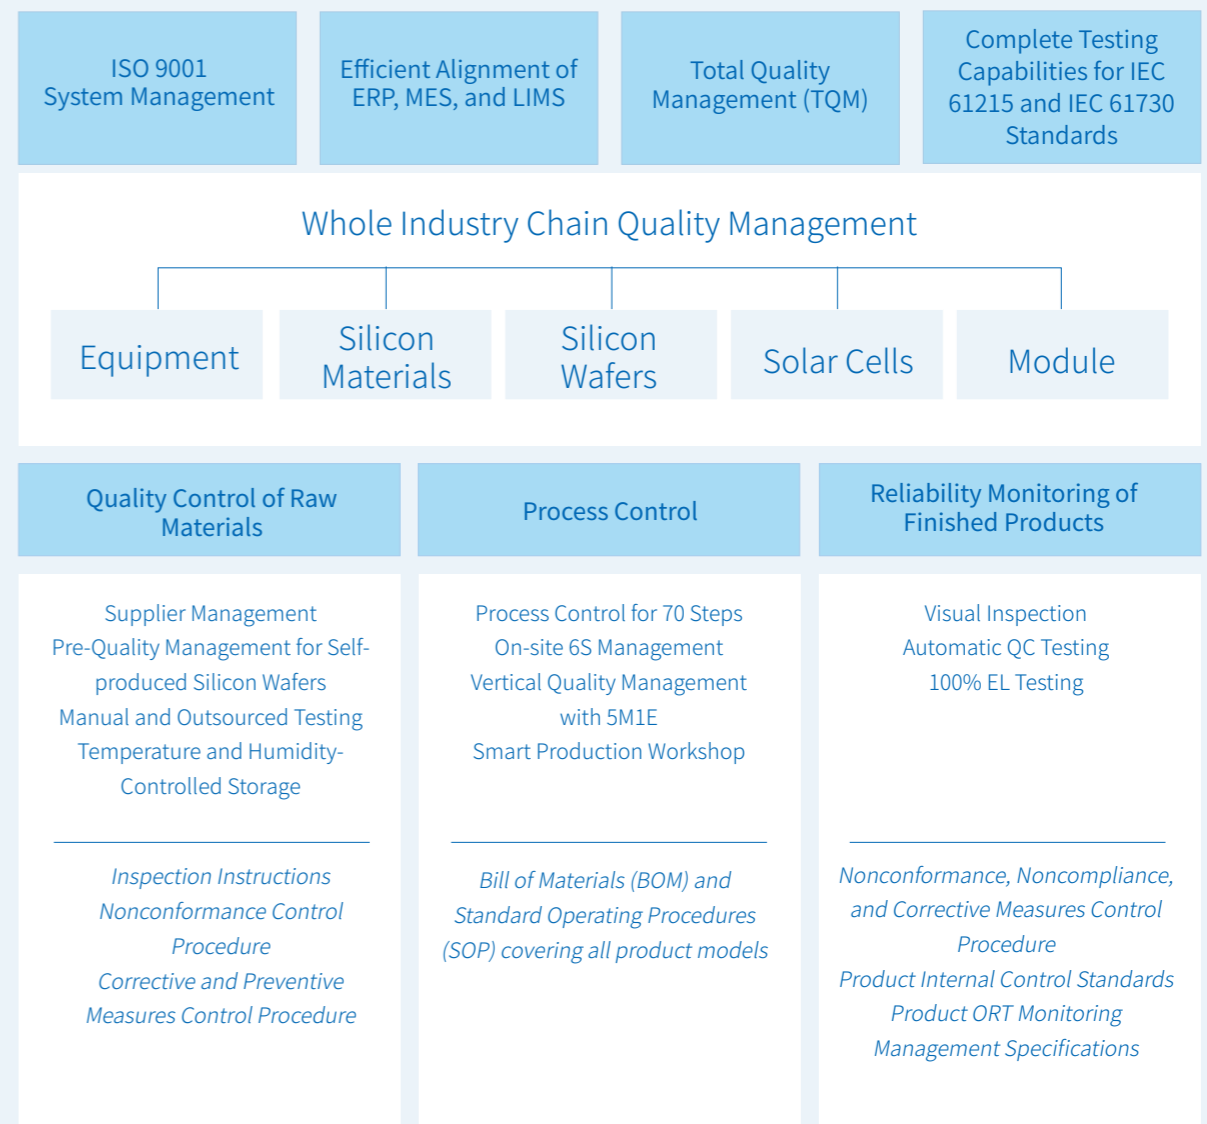 ISO 9001
System Management
Efficient Alignment of
ERP, MES, and LIMS
Total Quality
Management (TQM)
Complete Testing
Capabilities for IEC
61215 and IEC 61730
Standards
Whole Industry Chain Quality Management
Equipment
Silicon
Materials
Silicon
Wafers
Solar Cells
Module
Quality Control of Raw
Materials
Process Control
Reliability Monitoring of
Finished Products
Supplier Management
Pre-Quality Management for Self-
produced Silicon Wafers
Manual and Outsourced Testing
Temperature and Humidity-
Controlled Storage
Inspection Instructions
Nonconformance Control
Procedure
Corrective and Preventive
Measures Control Procedure
Process Control for 70 Steps
On-site 6S Management
Vertical Quality Management
with 5M1E
Smart Production Workshop
Bill of Materials (BOM) and
Standard Operating Procedures
(SOP) covering all product models
Visual Inspection
Automatic QC Testing
100% EL Testing
Nonconformance, Noncompliance,
and Corrective Measures Control
Procedure
Product Internal Control Standards
Product ORT Monitoring
Management Specifications